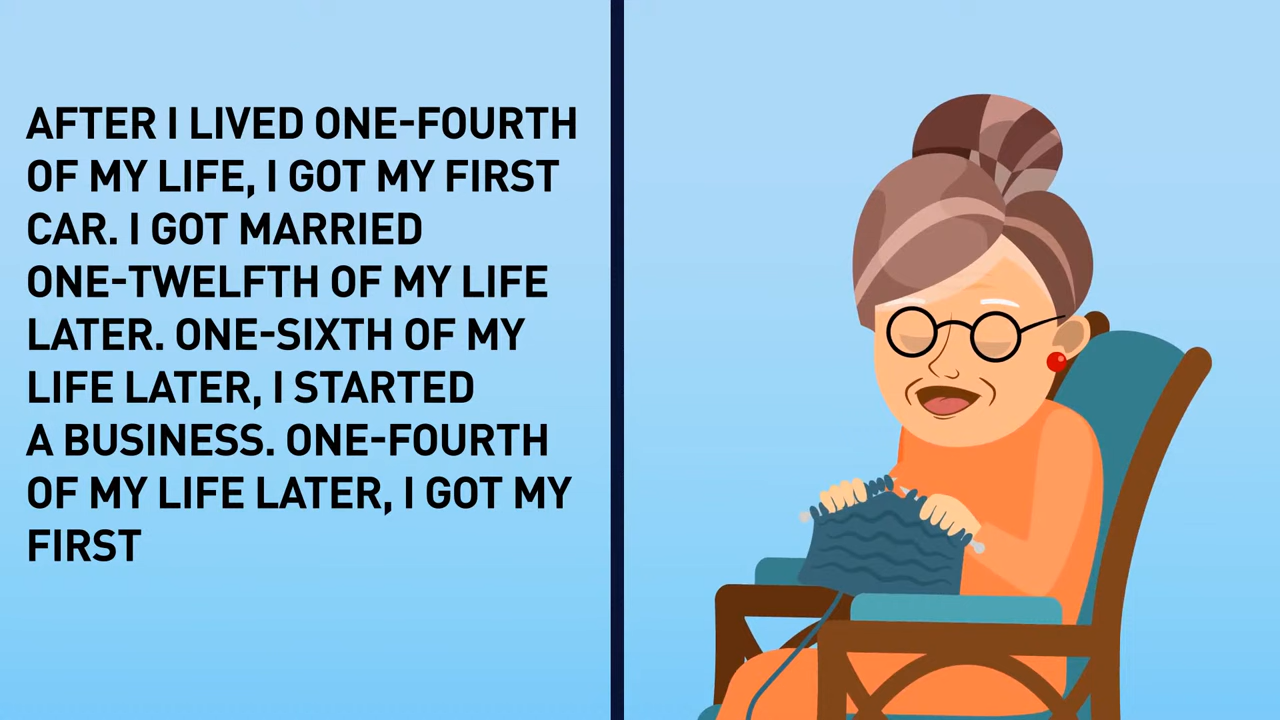 AFTER I LIVED ONE-FOURTH
OF MY LIFE, I GOT MY FIRST
CAR. I GOT MARRIED
ONE-TWELFTH OF MY LIFE
LATER. ONE-SIXTH OF MY
LIFE LATER, I STARTED
A BUSINESS. ONE-FOURTH
OF MY LIFE LATER, I GOT MY
FIRST